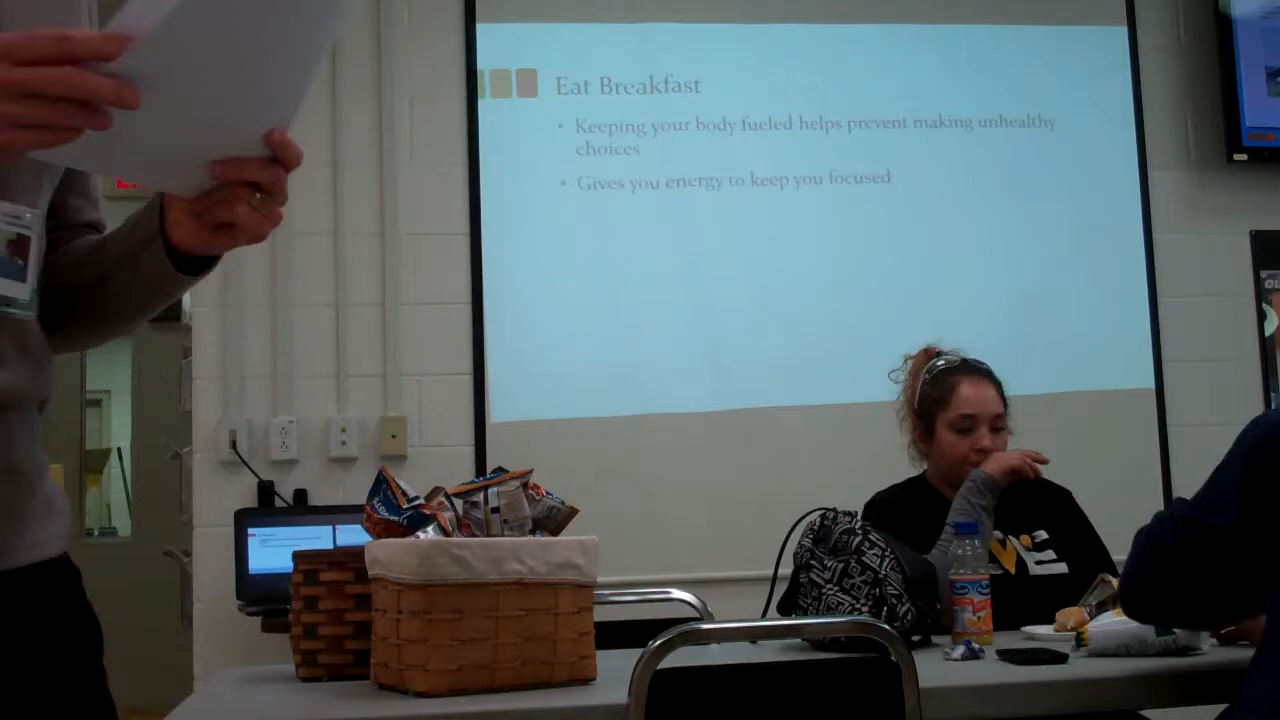 Eat Breakfast
• Keeping your body fueled helps prevent making unhealthy
choices
• Gives you energy to keep you focused